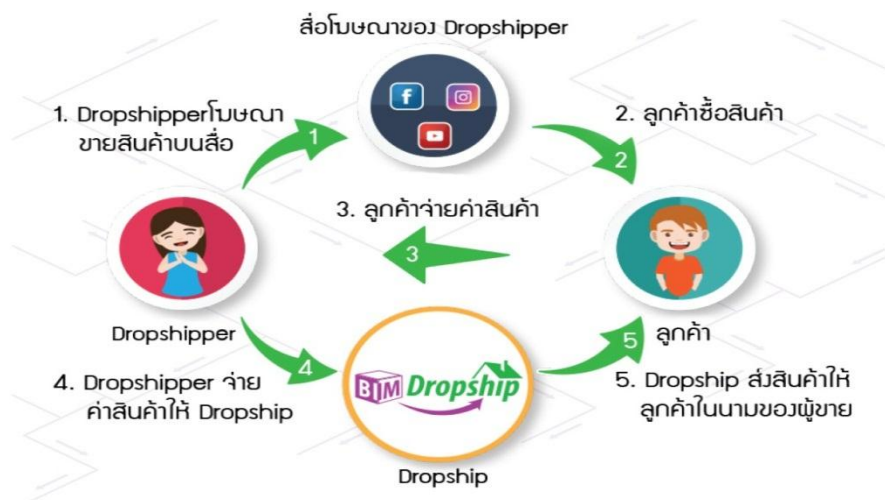 สื่อโฆษณาของ Dropshipper
1. Dropshipperโฆษณา
ขายสินค้าบนสื่อ
1
2. ลูกค้าซื้อสินค้า
2
3. ลูกค้าจ่ายค่าสินค้า
3
Dropshipper
ลูกค้า
4. Dropshipper จ่าย
ค่าสินค้าให้ Dropship
4
BIM Dropship
Dropship
5
5. Dropship ส่งสินค้าให้
ลูกค้าในนามของผู้ขาย